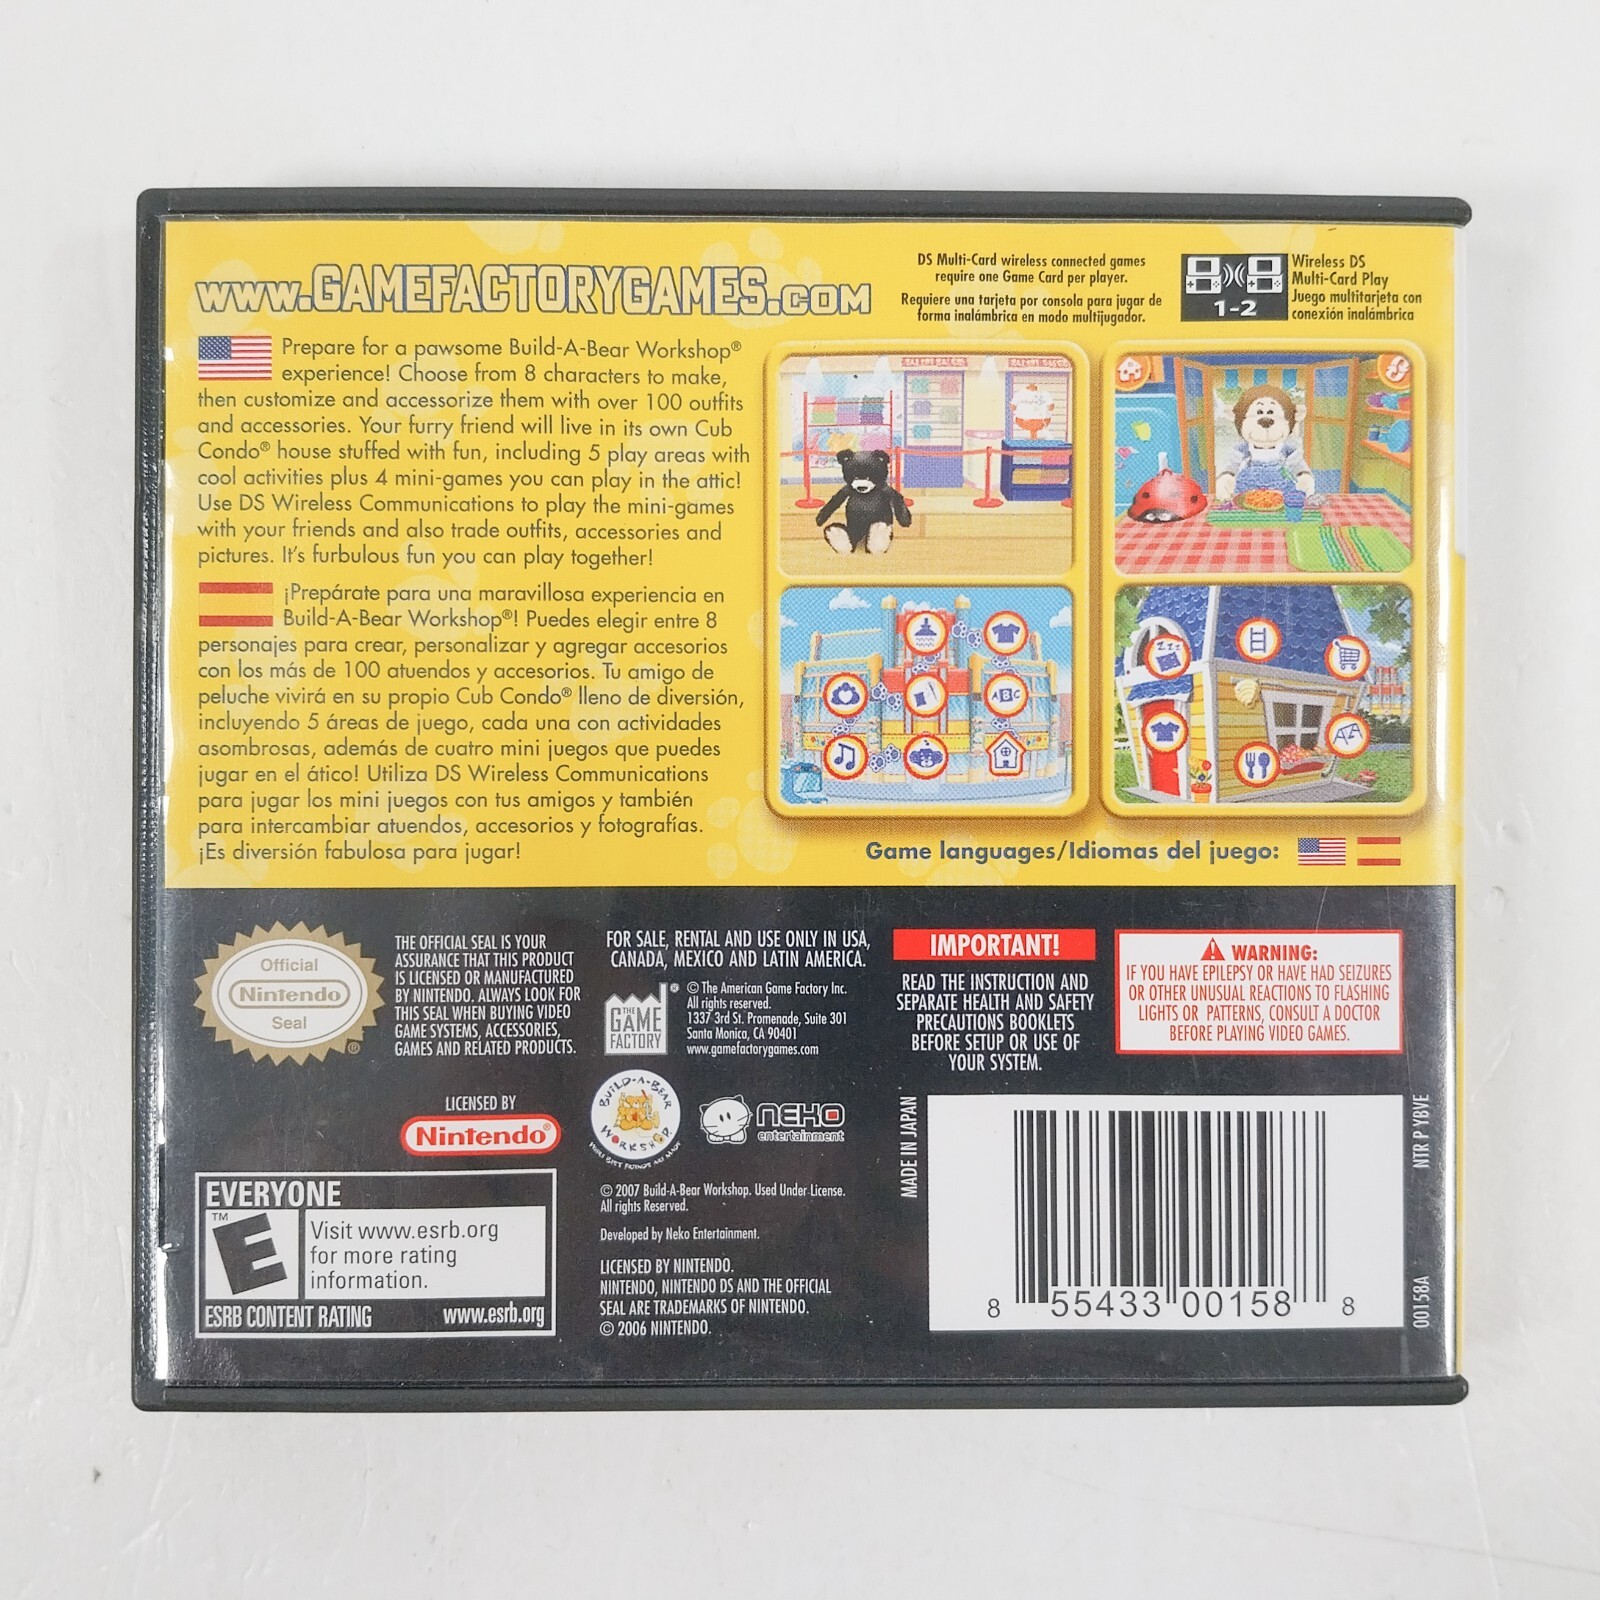 www.GAMEFACTORYGAMES.com
DS Multi-Card wireless connected games
require one Game Card per player.
Requiere una tarjeta por consola para jugar de
forma inalámbrica en modo multijugador.
1-2
Wireless DS
Multi-Card Play
Juego multitarjeta con
conexión inalámbrica
Prepare for a pawsome Build-A-Bear Workshop®
experience! Choose from 8 characters to make,
then customize and accessorize them with over 100 outfits
and accessories. Your furry friend will live in its own Cub
Condo® house stuffed with fun, including 5 play areas with
cool activities plus 4 mini-games you can play in the attic!
Use DS Wireless Communications to play the mini-games
with your friends and also trade outfits, accessories and
pictures. It's furbulous fun you can play together!
¡Prepárate para una maravillosa experiencia en
Build-A-Bear Workshop®! Puedes elegir entre 8
personajes para crear, personalizar y agregar accesorios
con los más de 100 atuendos y accesorios. Tu amigo de
peluche vivirá en su propio Cub Condo® lleno de diversión,
incluyendo 5 áreas de juego, cada una con actividades
asombrosas, además de cuatro mini juegos que puedes
jugar en el ático! Utiliza DS Wireless Communications
para jugar los mini juegos con tus amigos y también
para intercambiar atuendos, accesorios y fotografías.
¡Es diversión fabulosa para jugar!
ABC
ZZZ
Game languages/Idiomas del juego:
Official
Nintendo
Seal
®
THE OFFICIAL SEAL IS YOUR
ASSURANCE THAT THIS PRODUCT
IS LICENSED OR MANUFACTURED
BY NINTENDO. ALWAYS LOOK FOR
THIS SEAL WHEN BUYING VIDEO
GAME SYSTEMS, ACCESSORIES,
GAMES AND RELATED PRODUCTS.
LICENSED BY
Nintendo®
EVERYONE
TM
E
Visit www.esrb.org
for more rating
information.
ESRB CONTENT RATING
www.esrb.org
FOR SALE, RENTAL AND USE ONLY IN USA,
CANADA, MEXICO AND LATIN AMERICA.
THE
GAME
FACTORY
®
© The American Game Factory Inc.
All rights reserved.
1337 3rd St. Promenade, Suite 301
Santa Monica, CA 90401
www.gamefactorygames.com
BUILD-A-BEAR
WORKSHOP
WHERE BEST FRIENDS ARE MADE
NEKO
entertainment
© 2007 Build-A-Bear Workshop. Used Under License.
All rights Reserved.
Developed by Neko Entertainment.
LICENSED BY NINTENDO.
NINTENDO, NINTENDO DS AND THE OFFICIAL
SEAL ARE TRADEMARKS OF NINTENDO.
© 2006 NINTENDO.
IMPORTANT!
READ THE INSTRUCTION AND
SEPARATE HEALTH AND SAFETY
PRECAUTIONS BOOKLETS
BEFORE SETUP OR USE OF
YOUR SYSTEM.
WARNING:
IF YOU HAVE EPILEPSY OR HAVE HAD SEIZURES
OR OTHER UNUSUAL REACTIONS TO FLASHING
LIGHTS OR PATTERNS, CONSULT A DOCTOR
BEFORE PLAYING VIDEO GAMES.
MADE IN JAPAN
8 55433 00158 8
NTR P YBVE
00158A